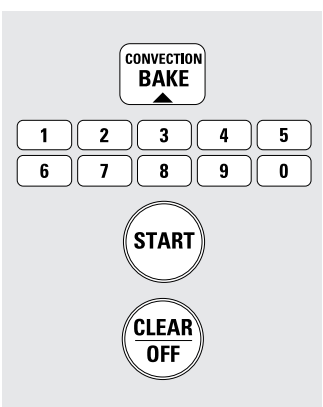 CONVECTION
BAKE
1 2 3 4 5
6 7 8 9 0
START
CLEAR
OFF